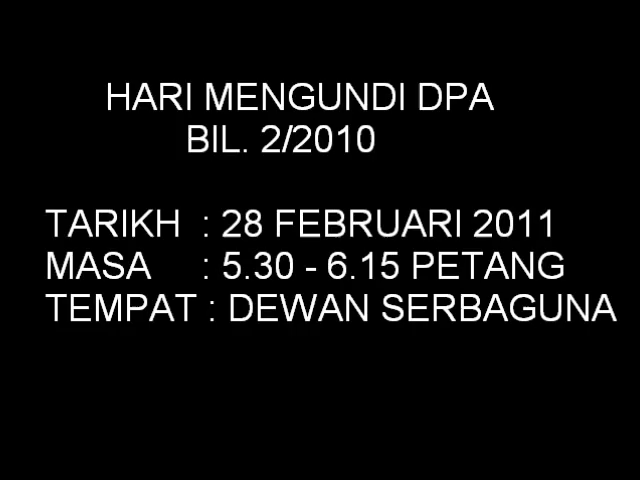 HARI MENGUNDI DPA
BIL. 2/2010
TARIKH : 28 FEBRUARI 2011
MASA : 5.30 - 6.15 PETANG
TEMPAT : DEWAN SERBAGUNA